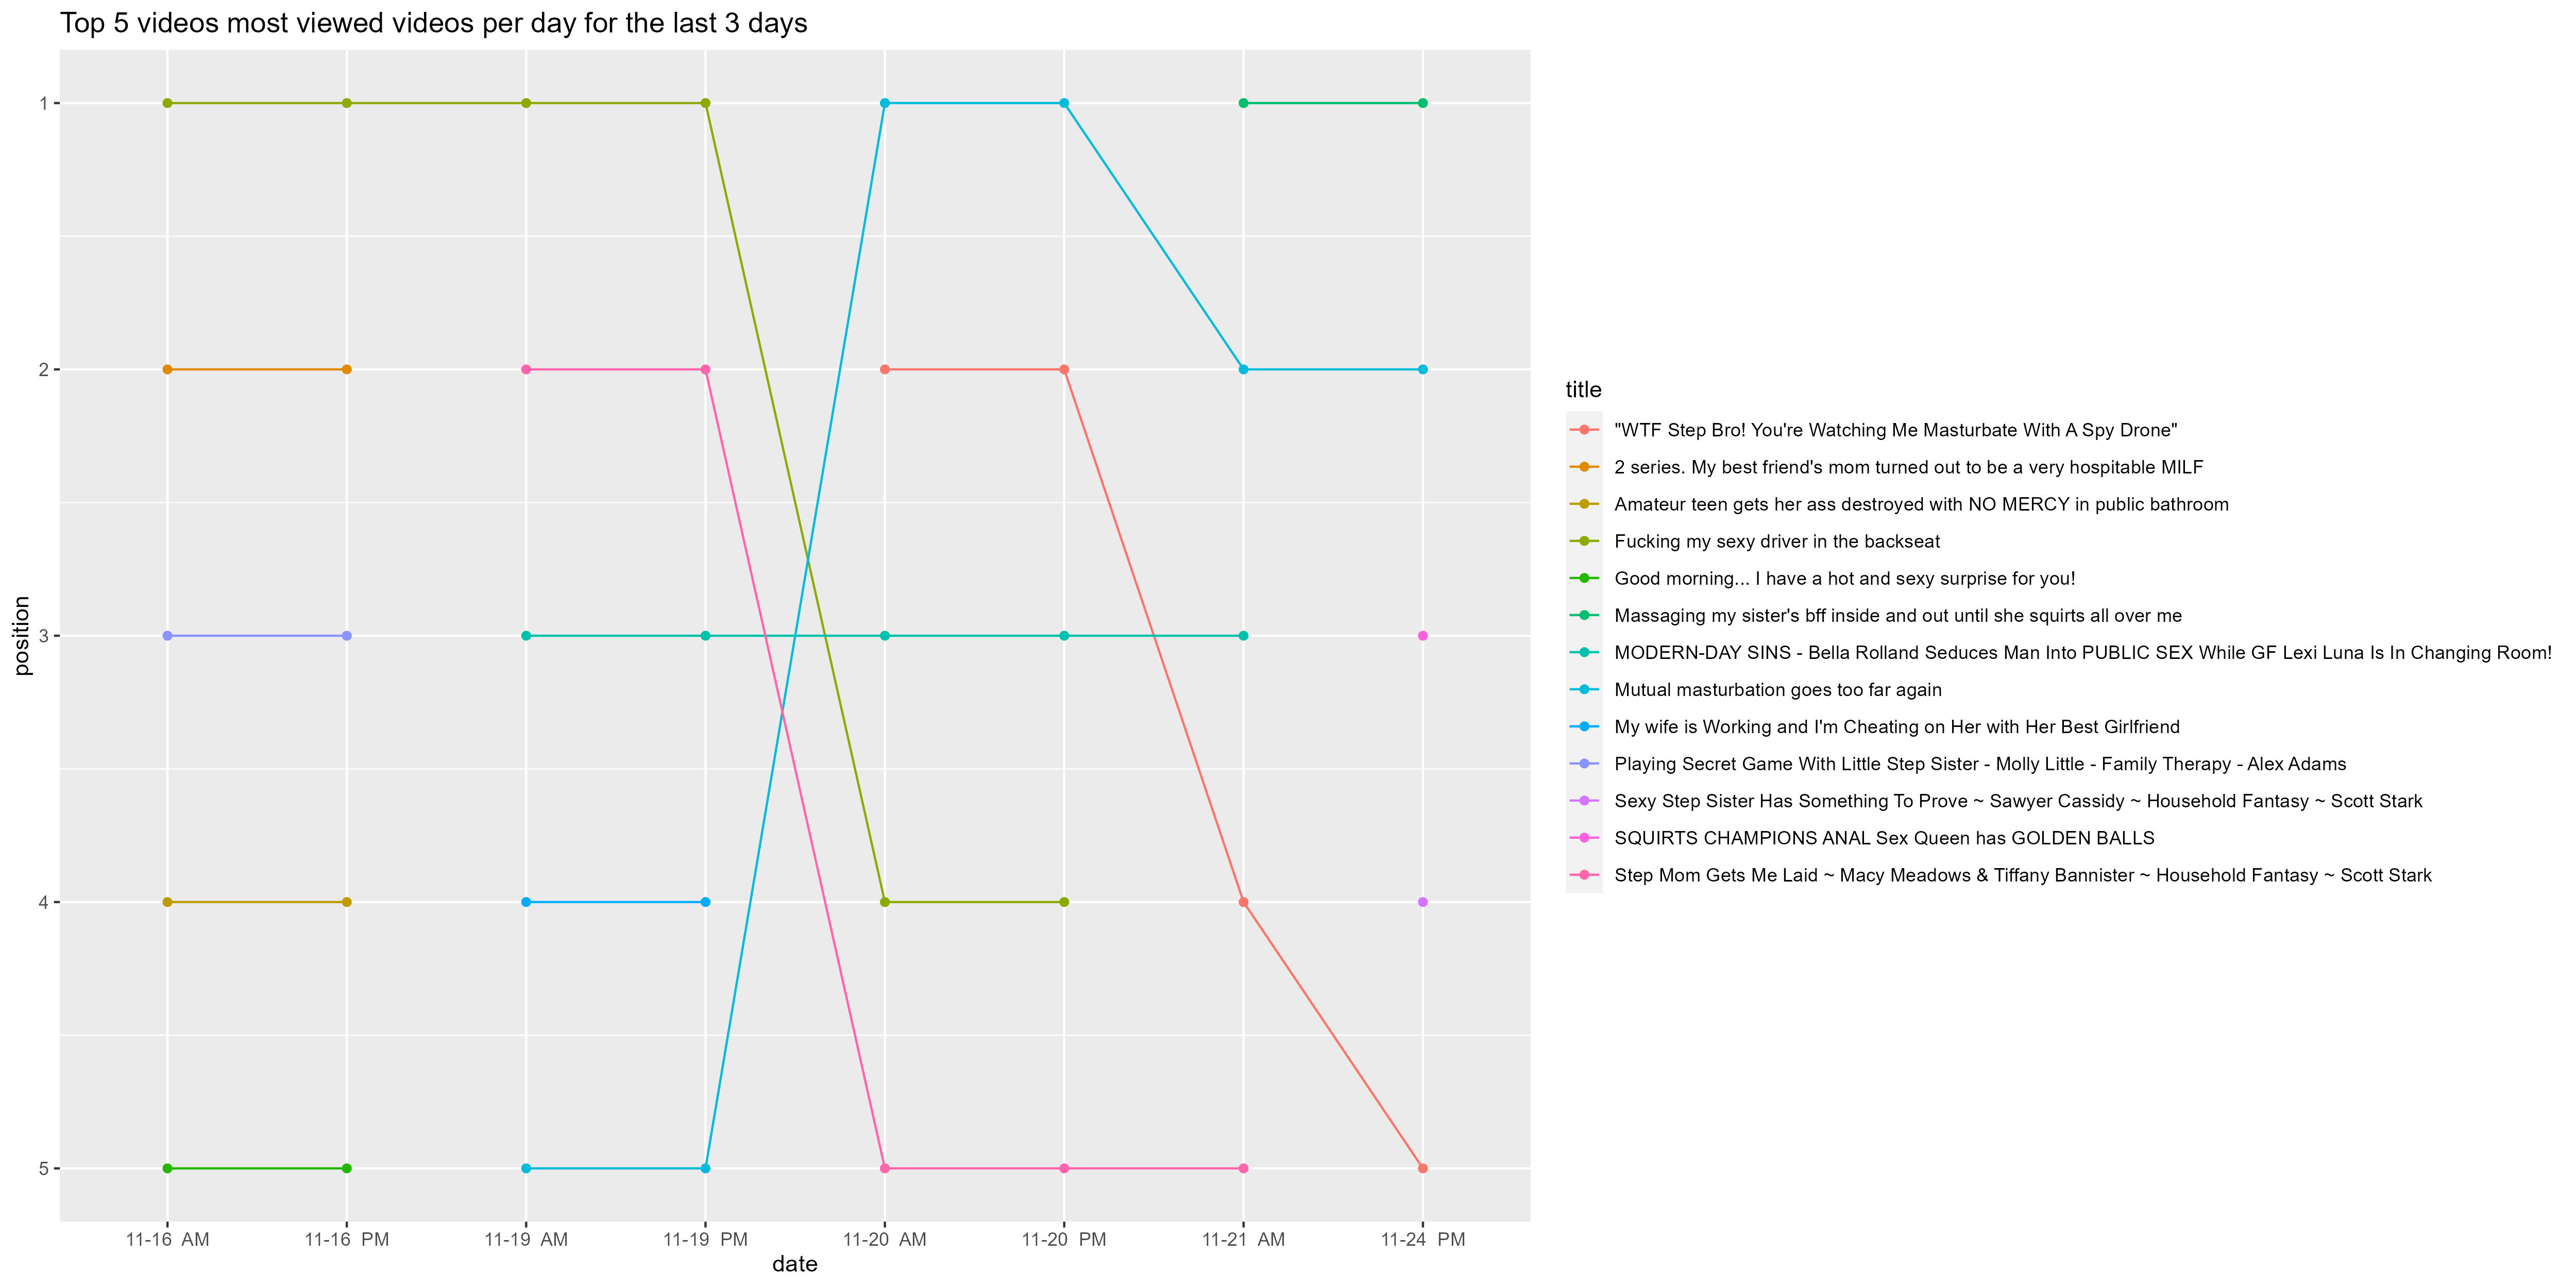 Top 5 videos most viewed videos per day for the last 3 days
position
1
2
3
4
5
11-16 AM
11-16 PM
11-19 AM
11-19 PM
11-20 AM
11-20 PM
11-21 AM
11-24 PM
date
title
"WTF Step Bro! You're Watching Me Masturbate With A Spy Drone"
2 series. My best friend's mom turned out to be a very hospitable MILF
Amateur teen gets her ass destroyed with NO MERCY in public bathroom
Fucking my sexy driver in the backseat
Good morning... I have a hot and sexy surprise for you!
Massaging my sister's bff inside and out until she squirts all over me
MODERN-DAY SINS - Bella Rolland Seduces Man Into PUBLIC SEX While GF Lexi Luna Is In Changing Room!
Mutual masturbation goes too far again
My wife is Working and I'm Cheating on Her with Her Best Girlfriend
Playing Secret Game With Little Step Sister - Molly Little - Family Therapy - Alex Adams
Sexy Step Sister Has Something To Prove ~ Sawyer Cassidy ~ Household Fantasy ~ Scott Stark
SQUIRTS CHAMPIONS ANAL Sex Queen has GOLDEN BALLS
Step Mom Gets Me Laid ~ Macy Meadows & Tiffany Bannister ~ Household Fantasy ~ Scott Stark